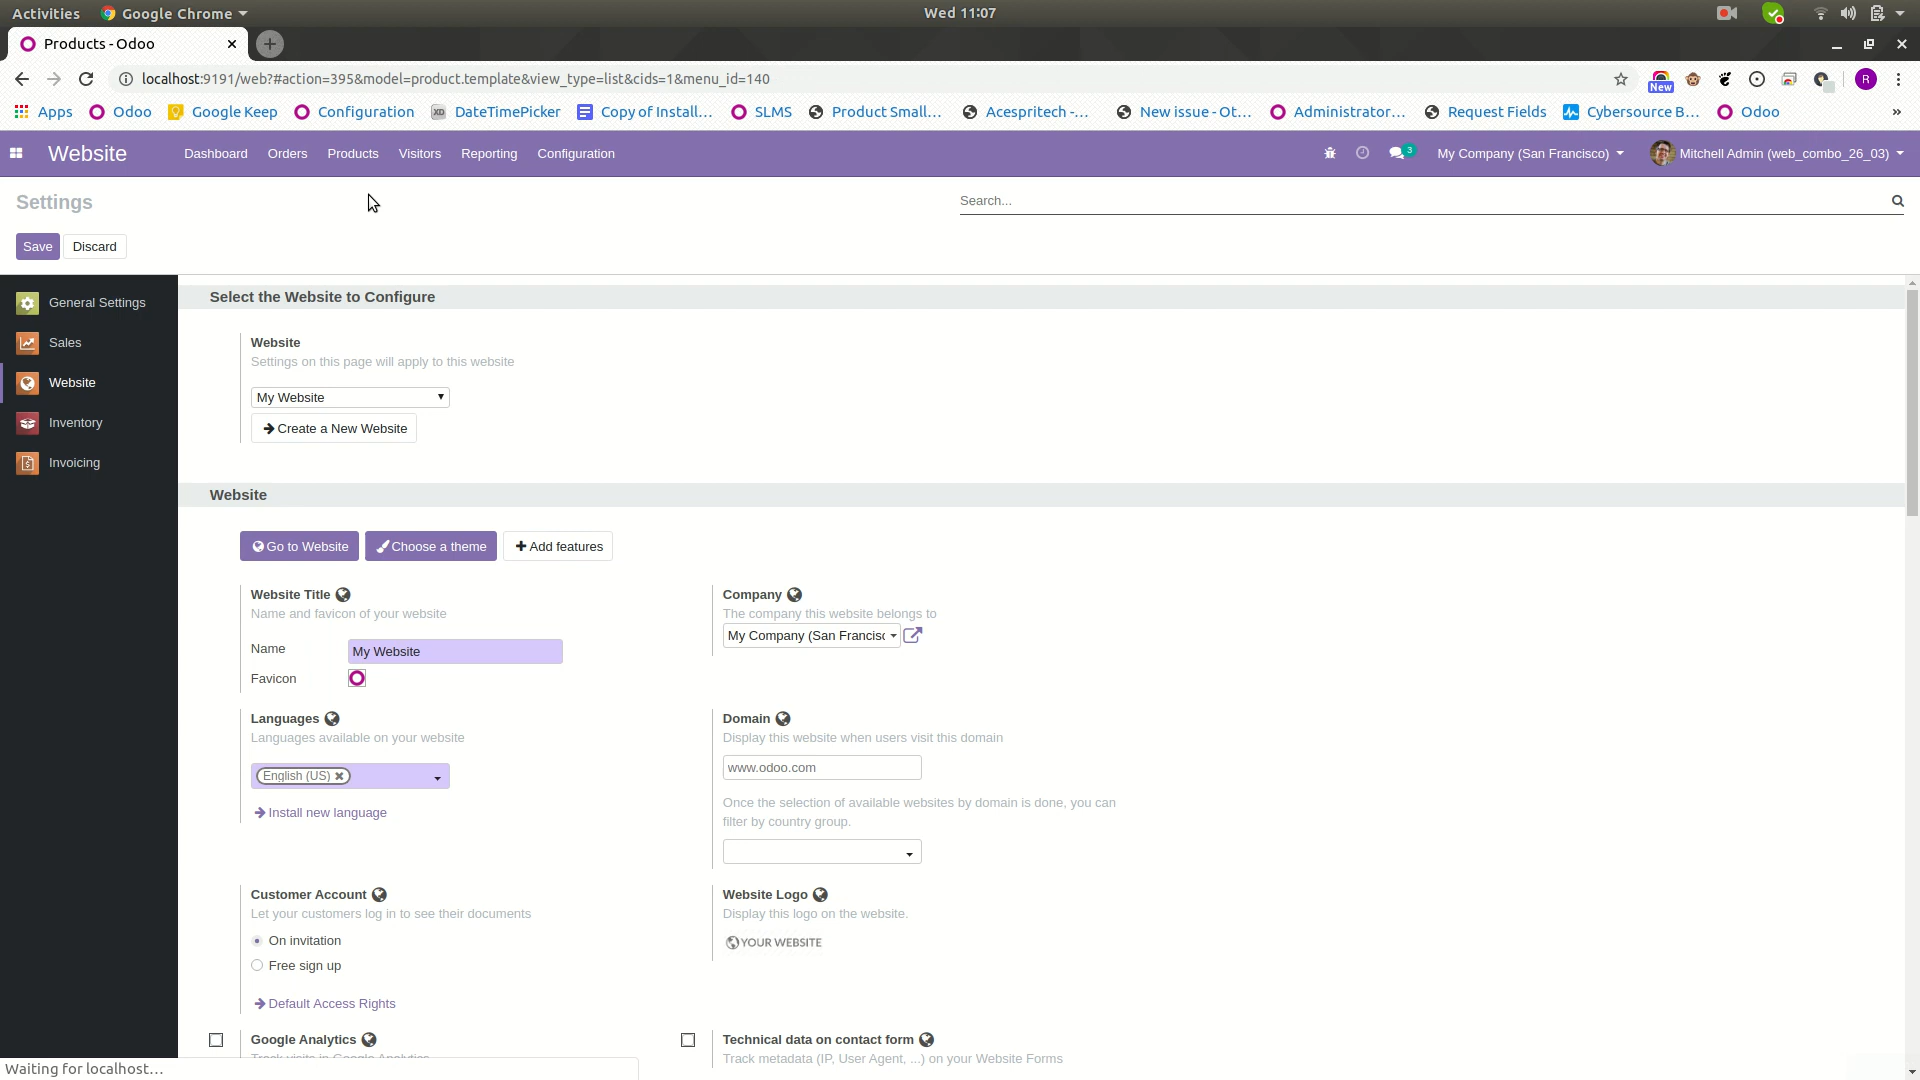 Activities Google Chrome Wed 11:07
Products - Odoo
localhost:9191/web?#action=395&model=product.template&view_type=list&cids=1&menu_id=140 New R
Apps Odoo Google Keep Configuration DateTimePicker Copy of Install... SLMS Product Small... Acespritech -... New issue - Ot... Administrator... Request Fields Cybersource B... Odoo »
Website Dashboard Orders Products Visitors Reporting Configuration 3 My Company (San Francisco) Mitchell Admin (web_combo_26_03)
Settings Search...
Save Discard
General Settings
Sales
Website
Inventory
Invoicing
Select the Website to Configure
Website
Settings on this page will apply to this website
My Website
Create a New Website
Website
Go to Website Choose a theme Add features
Website Title Company
Name and favicon of your website The company this website belongs to
My Company (San Francisc
Name My Website
Favicon
Languages Domain
Languages available on your website Display this website when users visit this domain
English (US) www.odoo.com
Install new language Once the selection of available websites by domain is done, you can
filter by country group.
Customer Account Website Logo
Let your customers log in to see their documents Display this logo on the website.
On invitation YOUR WEBSITE
Free sign up
Default Access Rights
Google Analytics Technical data on contact form
Track visits in Google Analytics Track metadata (IP, User Agent, ...) on your Website Forms
Waiting for localhost...